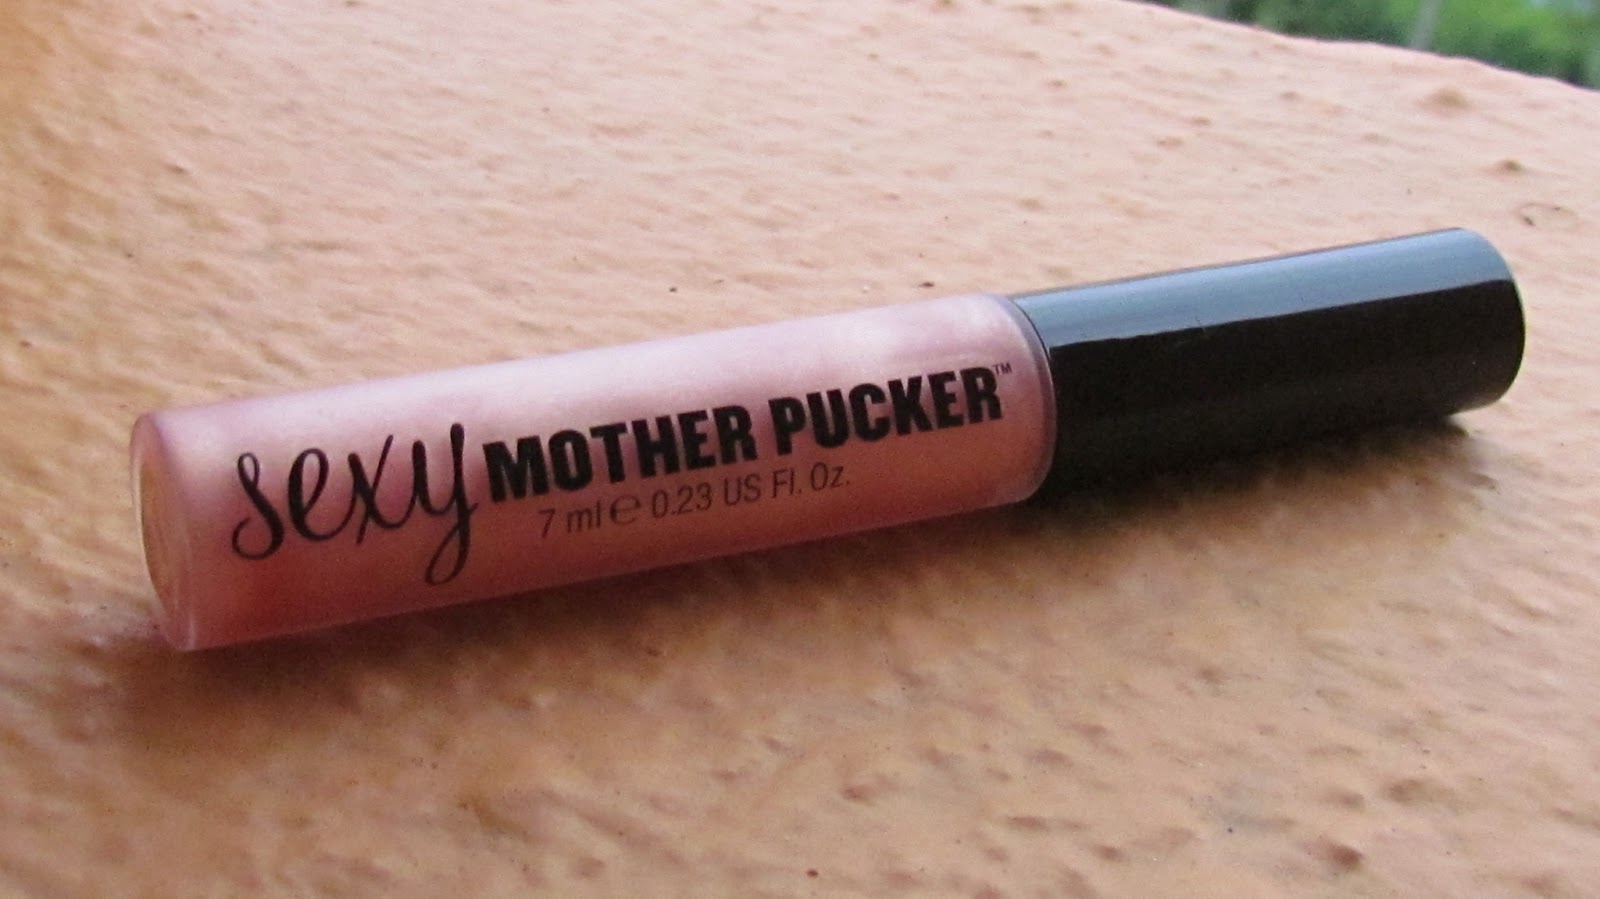 sexy MOTHER PUCKER™
7 ml ℮ 0.23 US Fl. Oz.